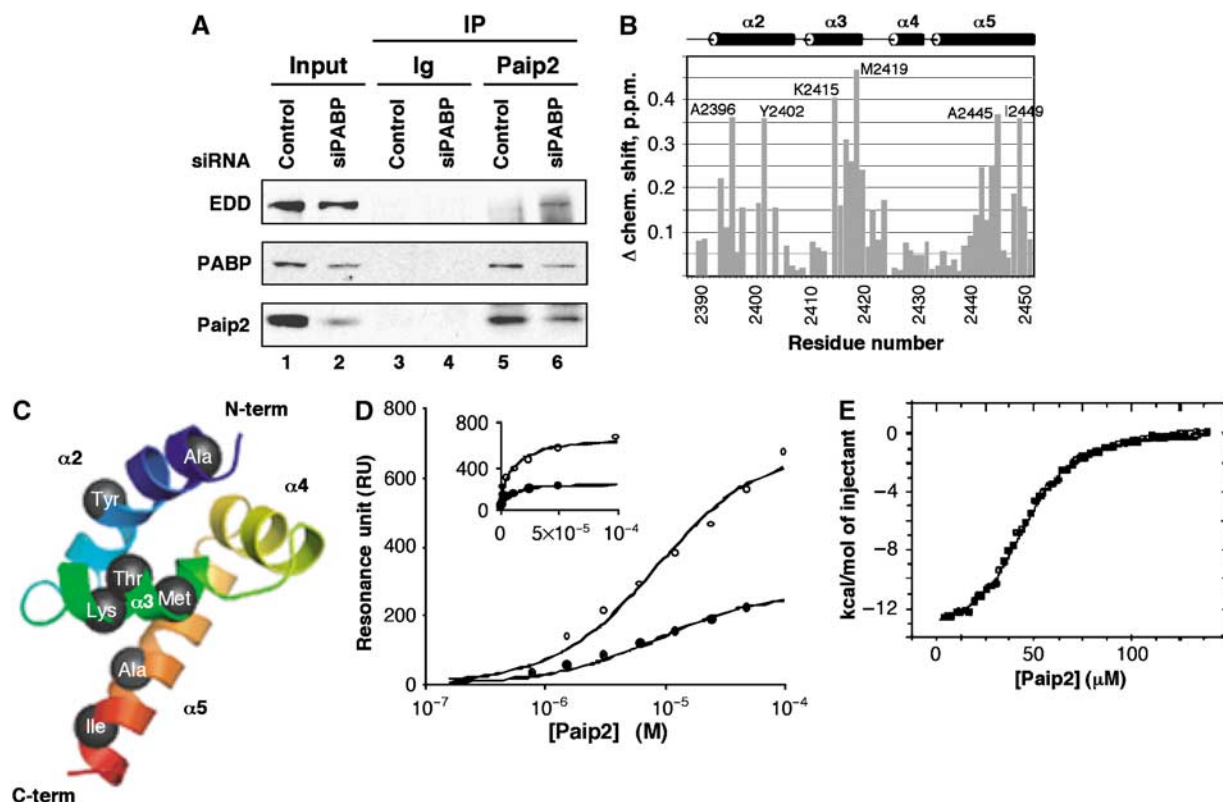 A
IP
Input
Ig
Paip2
siRNA
Control
siPABP
Control
siPABP
Control
siPABP
EDD
PABP
Paip2
1 2 3 4 5 6
B
α2 α3 α4 α5
Δ chem. shift, p.p.m.
0.4
0.3
0.2
0.1
A2396
Y2402
K2415
M2419
A2445
I2449
2390 2400 2410 2420 2430 2440 2450
Residue number
C
N-term
α2
Ala
Tyr
α4
Thr
Lys
α3
Met
Ala
α5
Ile
C-term
D
Resonance unit (RU)
800
600
400
200
0
800
400
0
0 5×10⁻⁵ 10⁻⁴
10⁻⁷ 10⁻⁶ 10⁻⁵ 10⁻⁴
[Paip2] (M)
E
kcal/mol of injectant
0
−4
−8
−12
0 50 100
[Paip2] (μM)